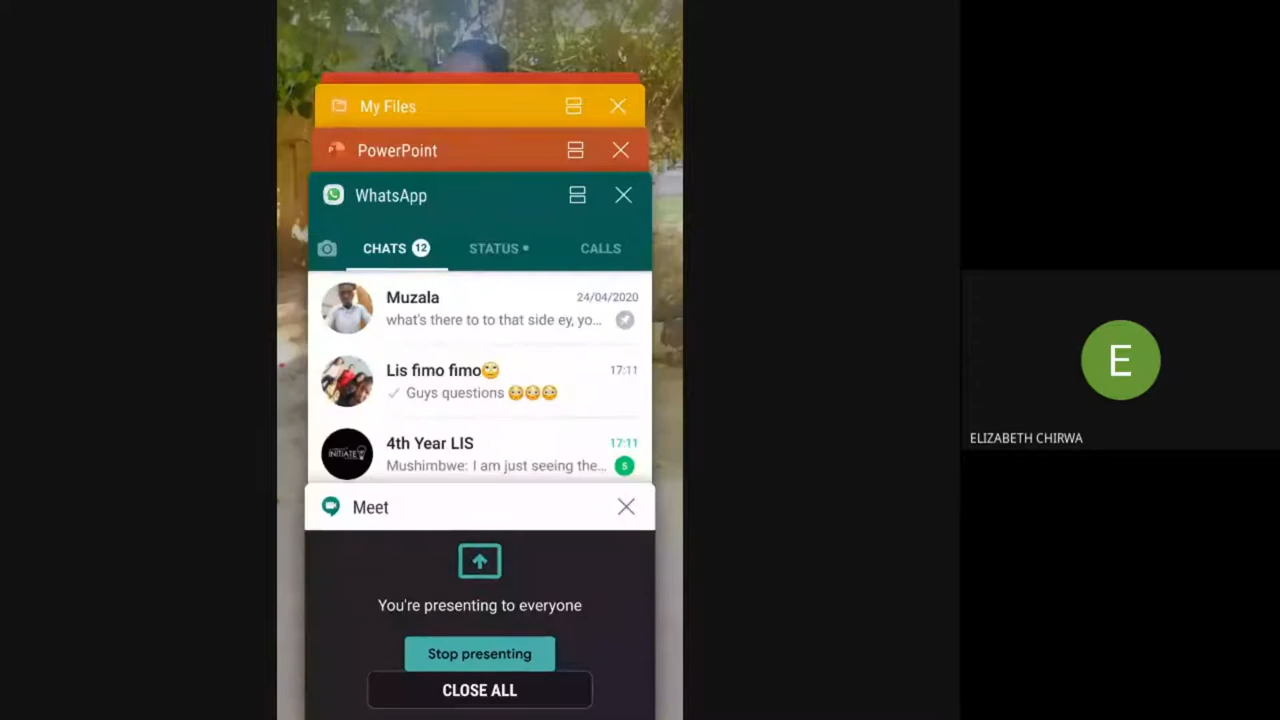 My Files
PowerPoint
WhatsApp
CHATS 12 STATUS CALLS
Muzala 24/04/2020
what's there to to that side ey, yo...
Lis fimo fimo🙄 17:11
✓ Guys questions 😳😳😳
4th Year LIS 17:11
INITIATE
Mushimbwe: I am just seeing the... 5
Meet
You're presenting to everyone
Stop presenting
CLOSE ALL
E
ELIZABETH CHIRWA